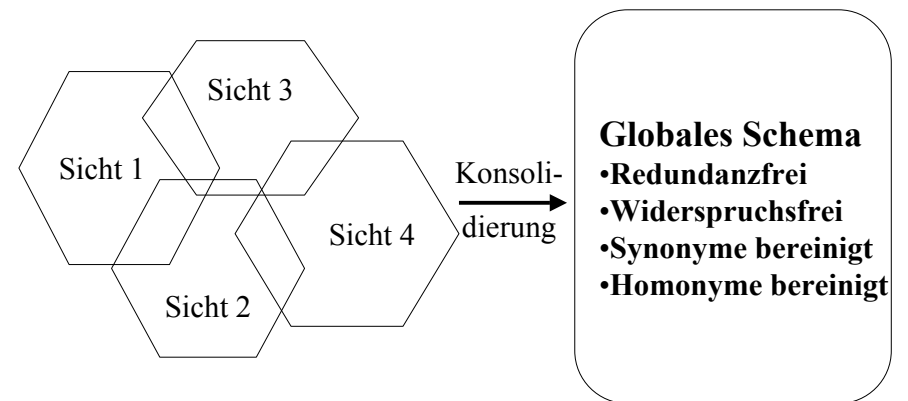 Sicht 3
Sicht 1
Sicht 4
Sicht 2
Konsoli-
dierung
Globales Schema
•Redundanzfrei
•Widerspruchsfrei
•Synonyme bereinigt
•Homonyme bereinigt